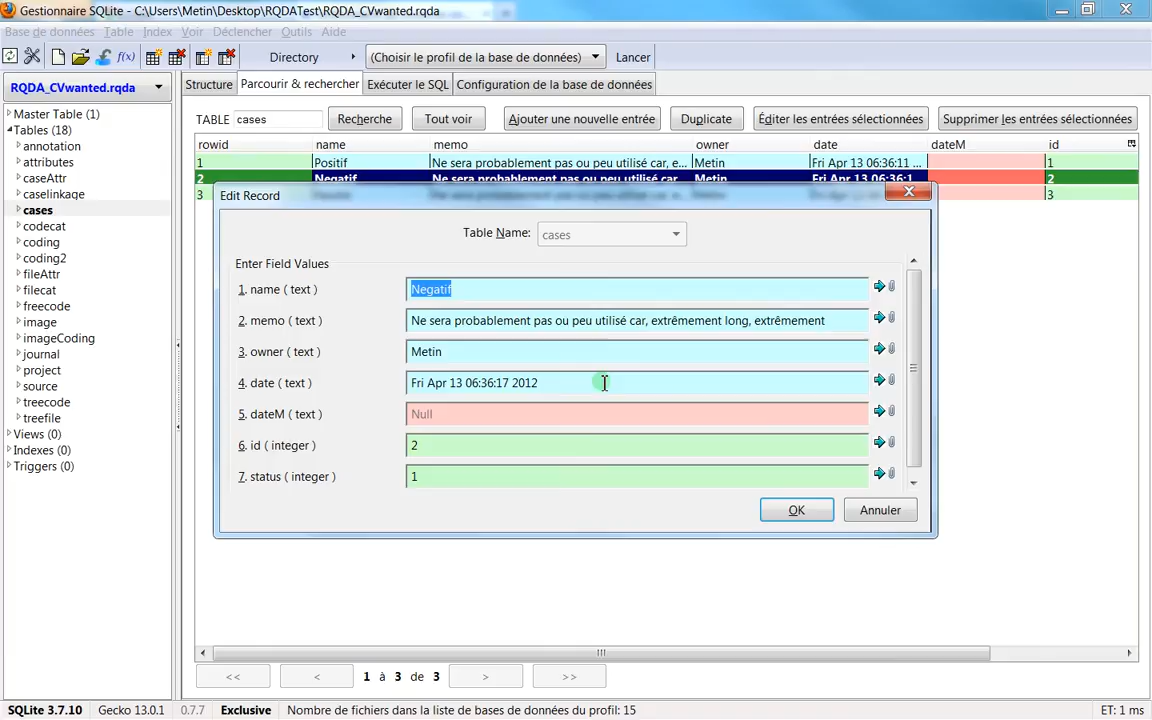 Gestionnaire SQLite - C:\Users\Metin\Desktop\RQDATest\RQDA_CVwanted.rqda
Base de données Table Index Voir Déclencher Outils Aide
f(x) Directory (Choisir le profil de la base de données) Lancer
RQDA_CVwanted.rqda
Structure Parcourir & rechercher Exécuter le SQL Configuration de la base de données
Master Table (1)
Tables (18)
annotation
attributes
caseAttr
caselinkage
cases
codecat
coding
coding2
fileAttr
filecat
freecode
image
imageCoding
journal
project
source
treecode
treefile
Views (0)
Indexes (0)
Triggers (0)
TABLE cases Recherche Tout voir Ajouter une nouvelle entrée Duplicate Éditer les entrées sélectionnées Supprimer les entrées sélectionnées
rowid name memo owner date dateM id
1 Positif Ne sera probablement pas ou peu utilisé car, e... Metin Fri Apr 13 06:36:11 ... 1
2 Negatif Ne sera probablement pas ou peu utilisé car, Metin Fri Apr 13 06:36:1 2
3 3
Edit Record
Table Name: cases
Enter Field Values
1. name ( text ) Negatif
2. memo ( text ) Ne sera probablement pas ou peu utilisé car, extrêmement long, extrêmement
3. owner ( text ) Metin
4. date ( text ) Fri Apr 13 06:36:17 2012
5. dateM ( text ) Null
6. id ( integer ) 2
7. status ( integer ) 1
OK Annuler
<< < 1 à 3 de 3 > >>
SQLite 3.7.10 Gecko 13.0.1 0.7.7 Exclusive Nombre de fichiers dans la liste de bases de données du profil: 15 ET: 1 ms